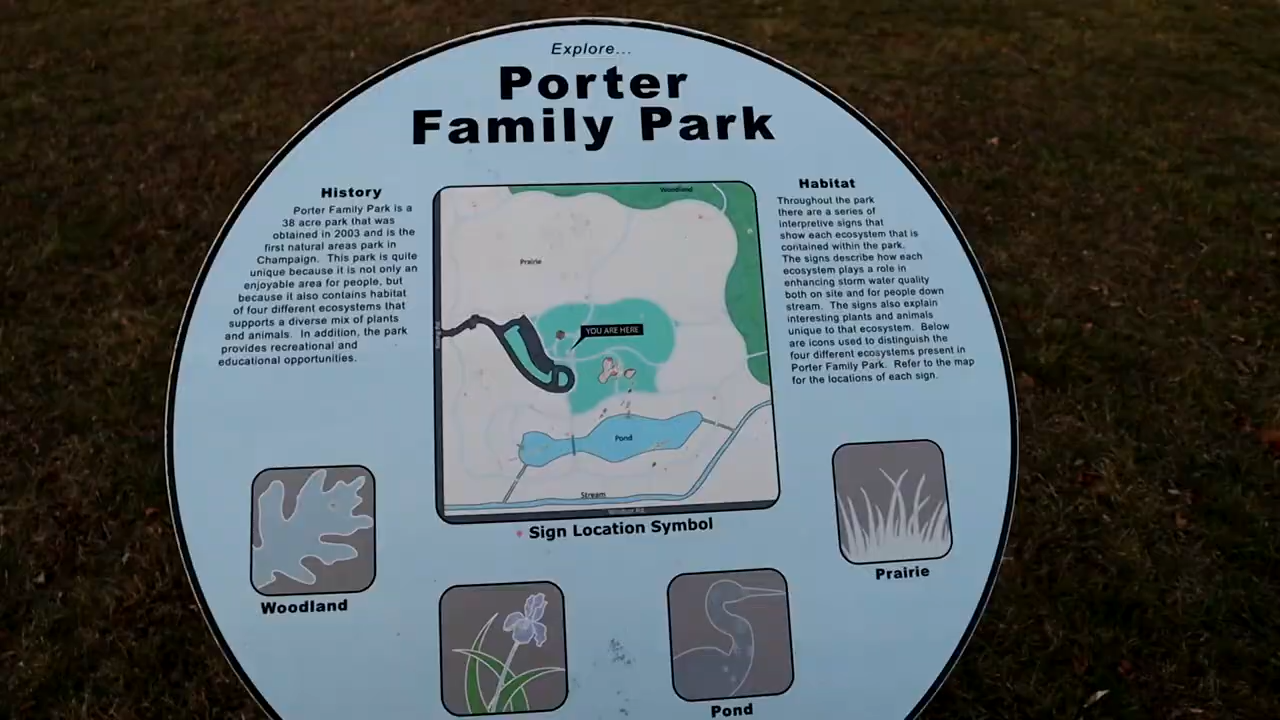 Explore...
Porter
Family Park
History
Porter Family Park is a
38 acre park that was
obtained in 2003 and is the
first natural areas park in
Champaign. This park is quite
unique because it is not only an
enjoyable area for people, but
because it also contains habitat
of four different ecosystems that
supports a diverse mix of plants
and animals. In addition, the park
provides recreational and
educational opportunities.
Woodland
Prairie
YOU ARE HERE
Pond
Stream
Windsor Rd.
Sign Location Symbol
Habitat
Throughout the park
there are a series of
interpretive signs that
show each ecosystem that is
contained within the park.
The signs describe how each
ecosystem plays a role in
enhancing storm water quality
both on site and for people down
stream. The signs also explain
interesting plants and animals
unique to that ecosystem. Below
are icons used to distinguish the
four different ecosystems present in
Porter Family Park. Refer to the map
for the locations of each sign.
Woodland
Pond
Prairie